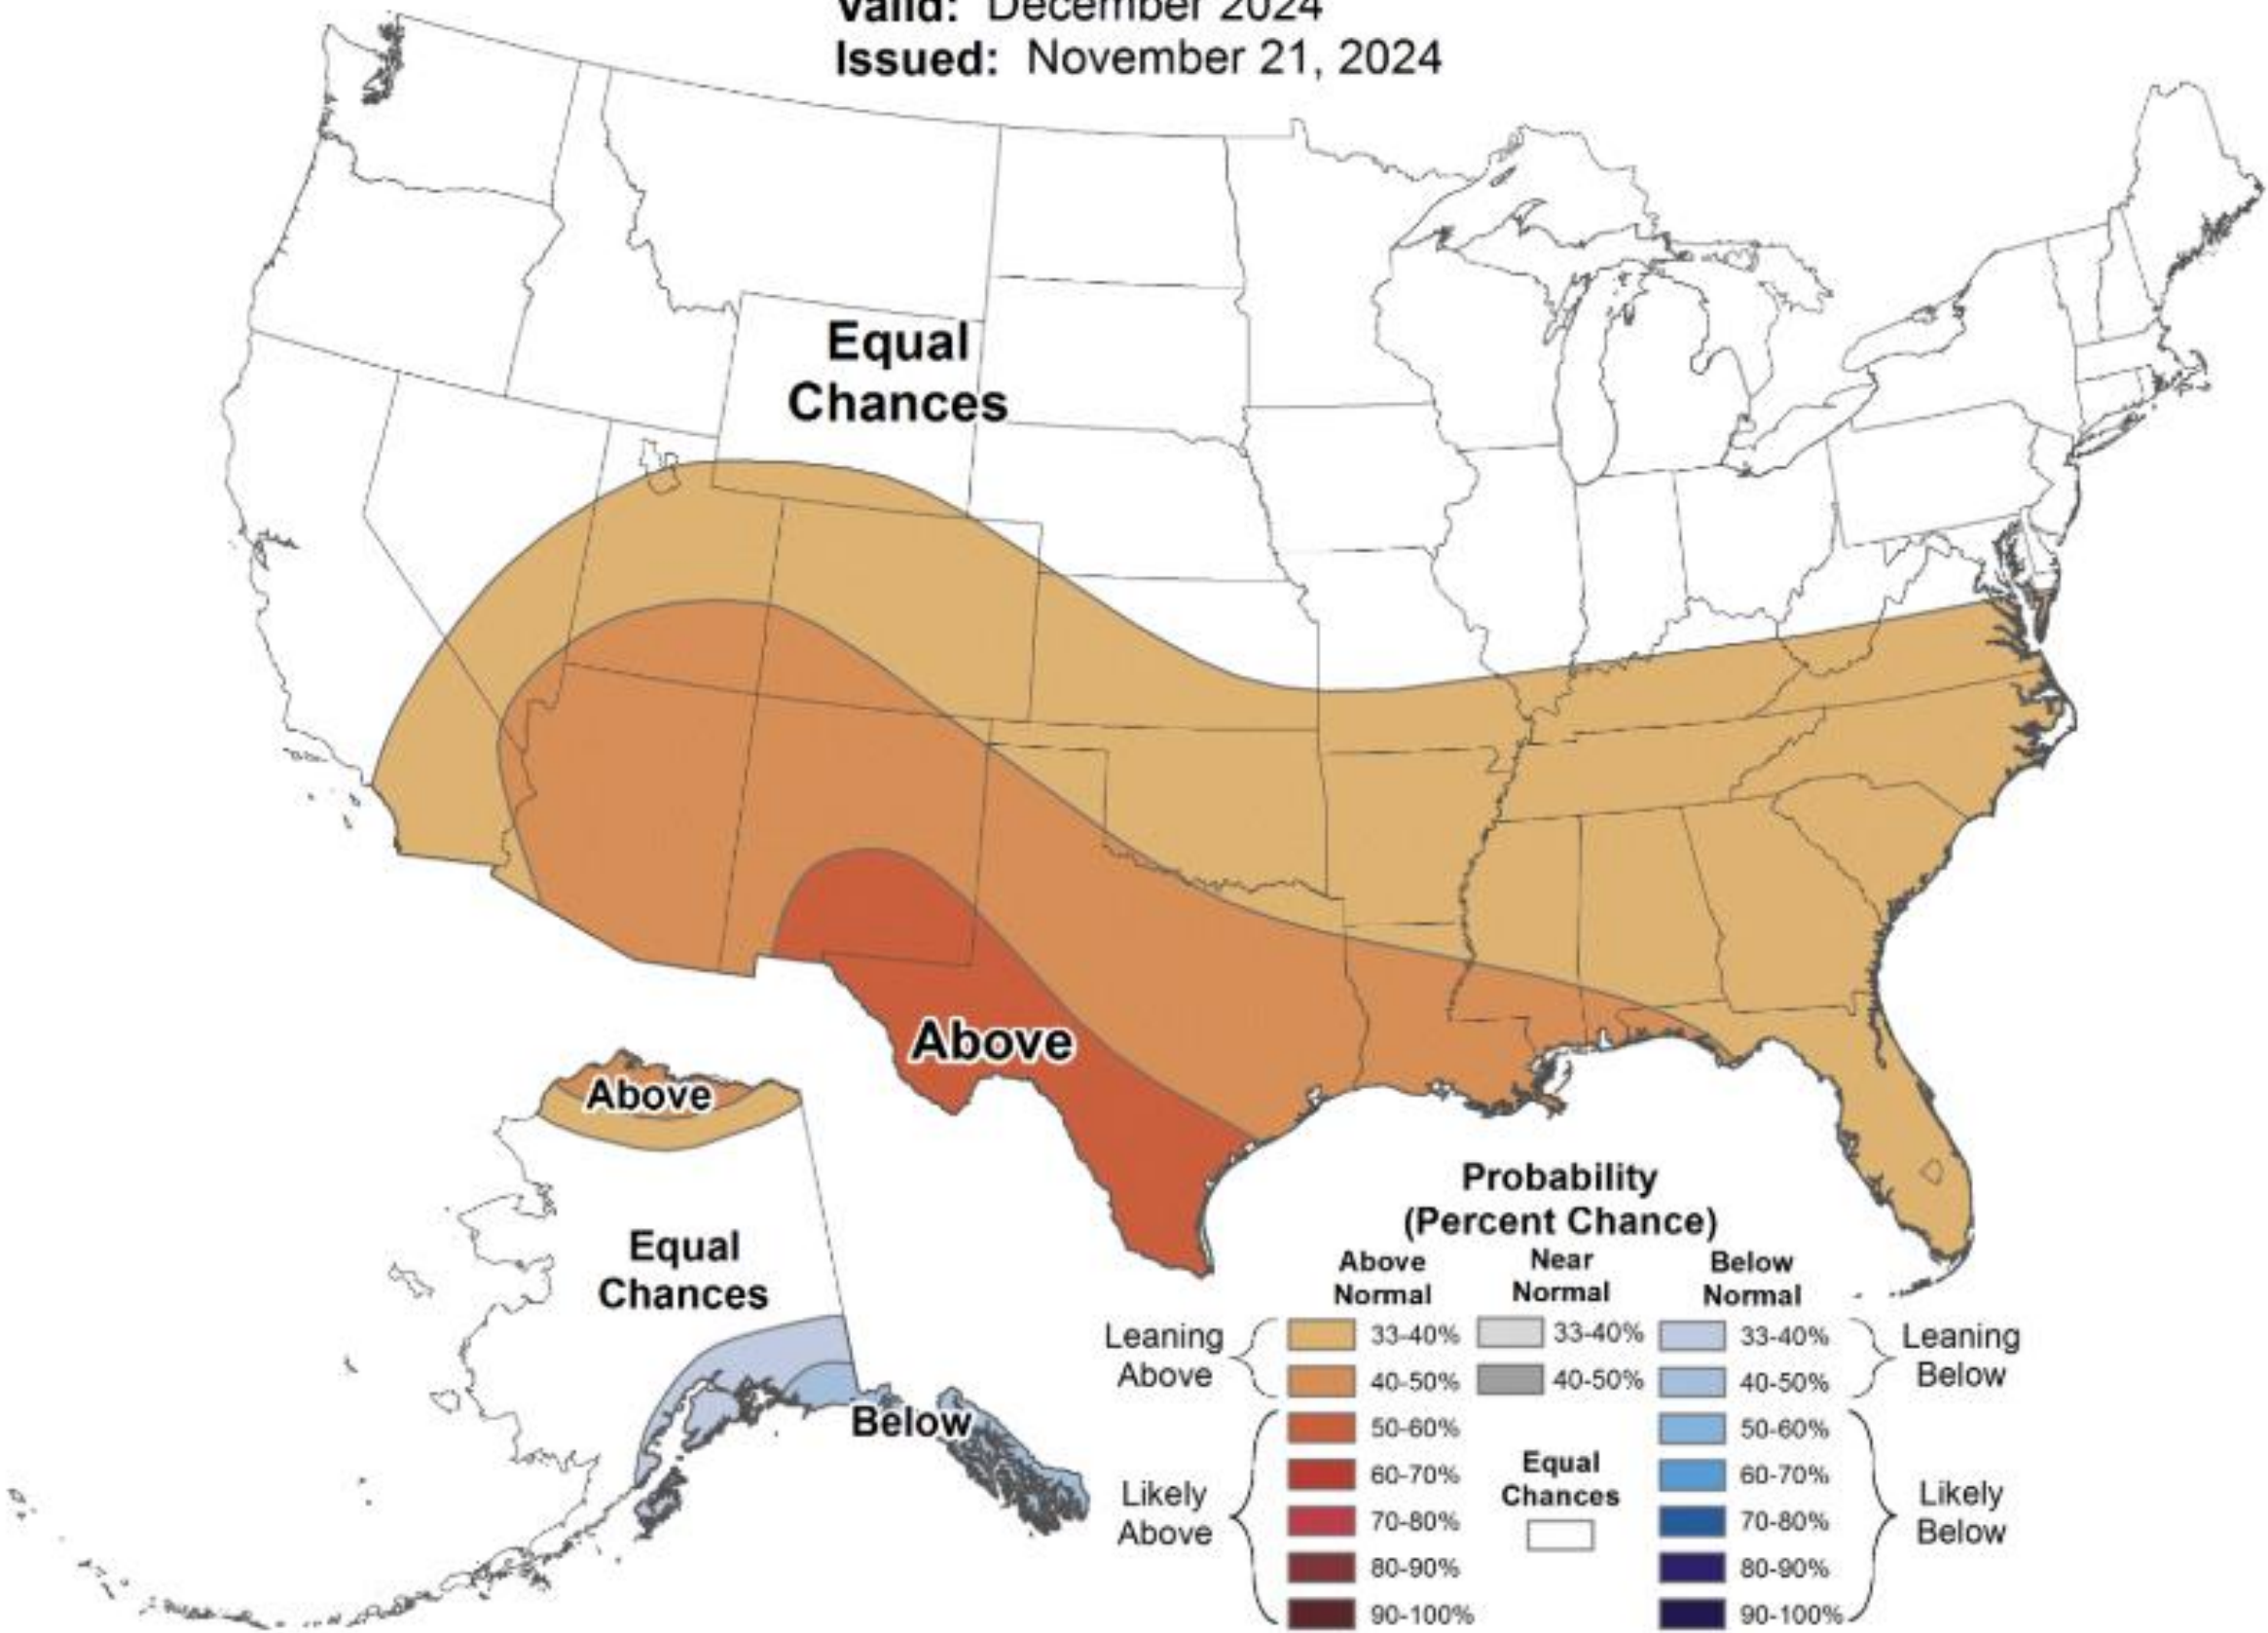 Valid: December 2024
Issued: November 21, 2024
Equal
Chances
Above
Above
Equal
Chances
Below
Probability
(Percent Chance)
Above
Normal
Near
Normal
Below
Normal
Leaning
Above
33-40%
33-40%
33-40%
Leaning
Below
40-50%
40-50%
40-50%
Likely
Above
50-60%
50-60%
60-70%
Equal
Chances
60-70%
Likely
Below
70-80%
70-80%
80-90%
80-90%
90-100%
90-100%